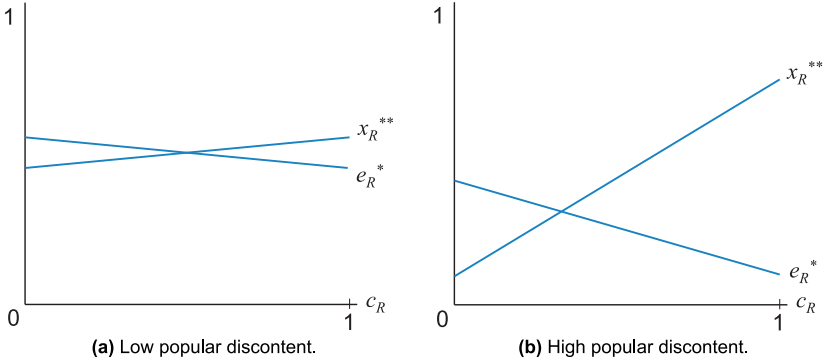 1
x_R**
e_R*
0
1
c_R
(a) Low popular discontent.
1
x_R**
e_R*
0
1
c_R
(b) High popular discontent.